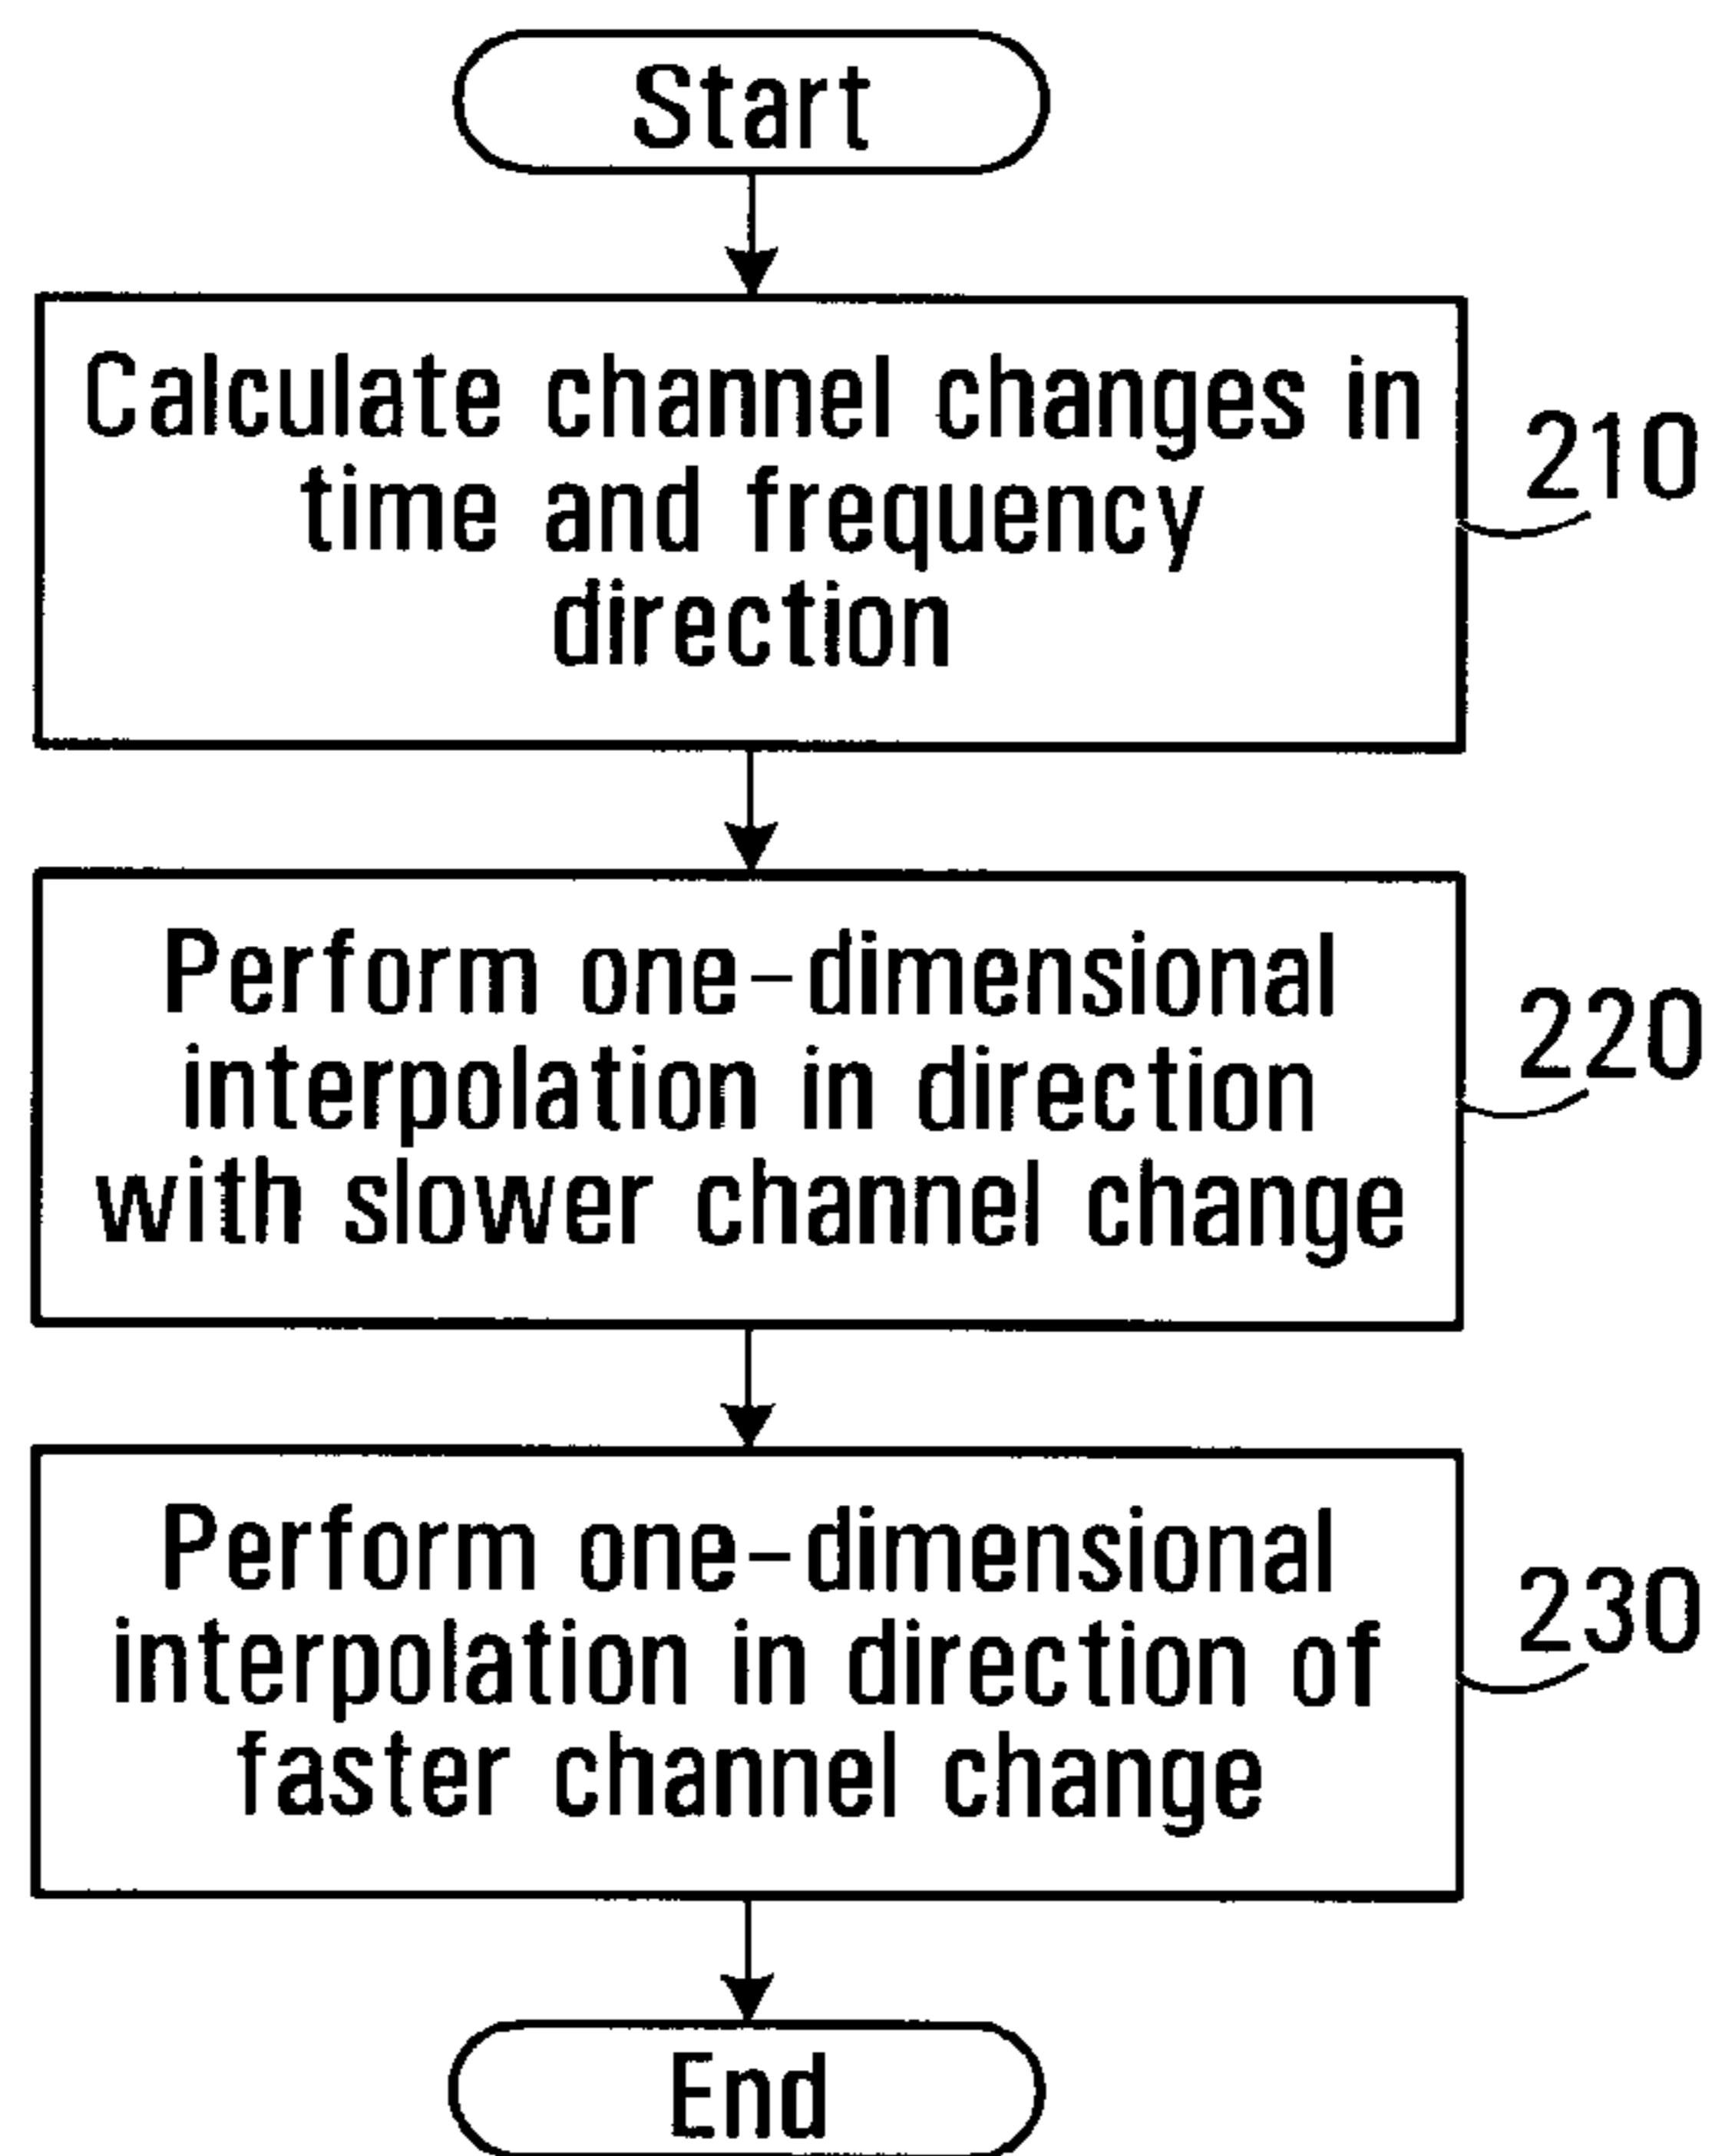 Start
Calculate channel changes in
time and frequency
direction
210
Perform one-dimensional
interpolation in direction
with slower channel change
220
Perform one-dimensional
interpolation in direction of
faster channel change
230
End